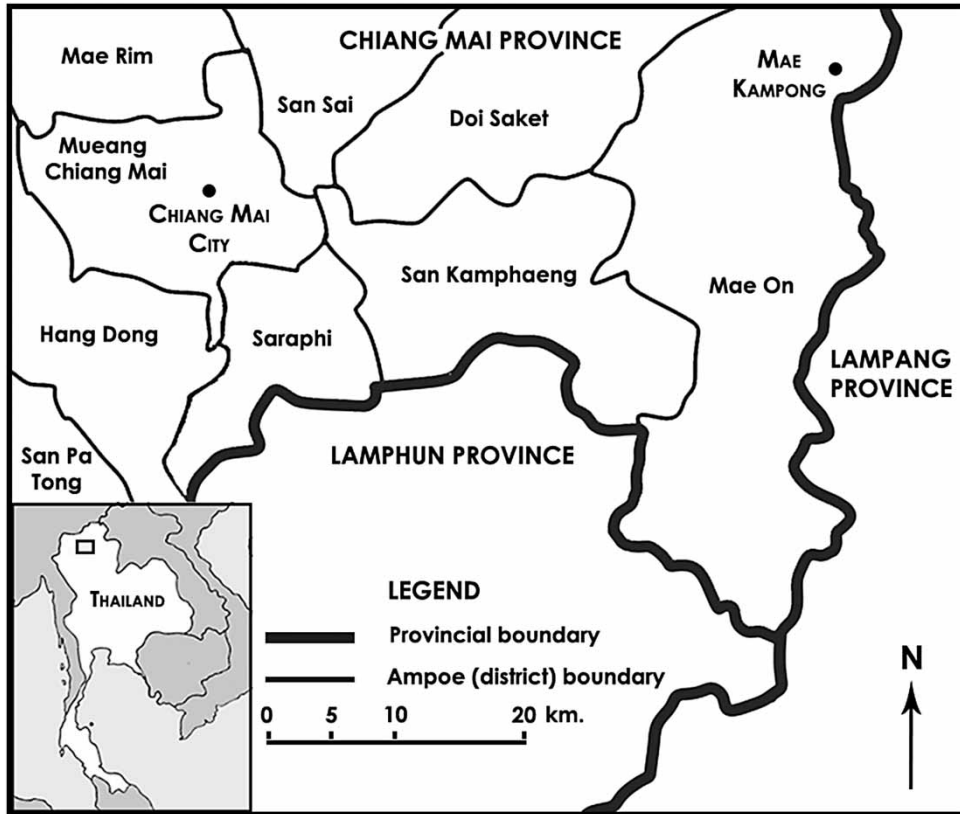 CHIANG MAI PROVINCE
Mae Rim
San Sai
Doi Saket
MAE
KAMPONG
Mueang
Chiang Mai
CHIANG MAI
CITY
San Kamphaeng
Mae On
Hang Dong
Saraphi
LAMPANG
PROVINCE
San Pa
Tong
LAMPHUN PROVINCE
THAILAND
LEGEND
Provincial boundary
Ampoe (district) boundary
0 5 10 20 km.
N